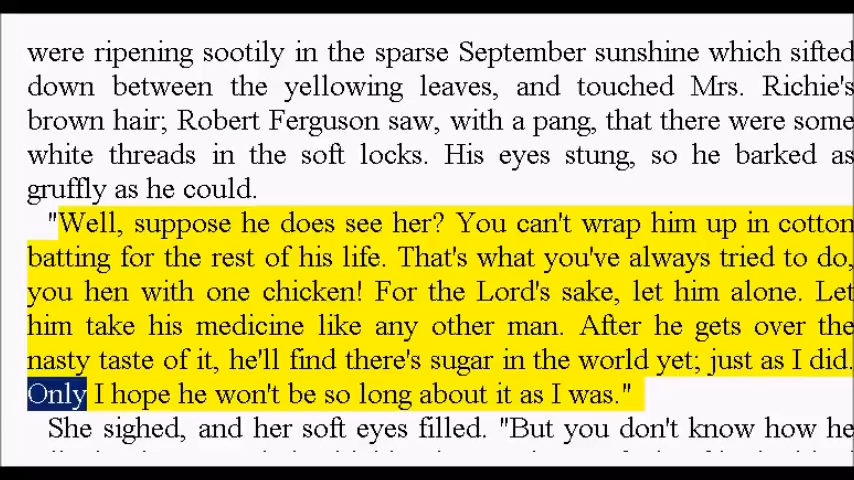 were ripening sootily in the sparse September sunshine which sifted
down between the yellowing leaves, and touched Mrs. Richie's
brown hair; Robert Ferguson saw, with a pang, that there were some
white threads in the soft locks. His eyes stung, so he barked as
gruffly as he could.
"Well, suppose he does see her? You can't wrap him up in cotton
batting for the rest of his life. That's what you've always tried to do,
you hen with one chicken! For the Lord's sake, let him alone. Let
him take his medicine like any other man. After he gets over the
nasty taste of it, he'll find there's sugar in the world yet; just as I did.
Only I hope he won't be so long about it as I was."
She sighed, and her soft eyes filled. "But you don't know how he